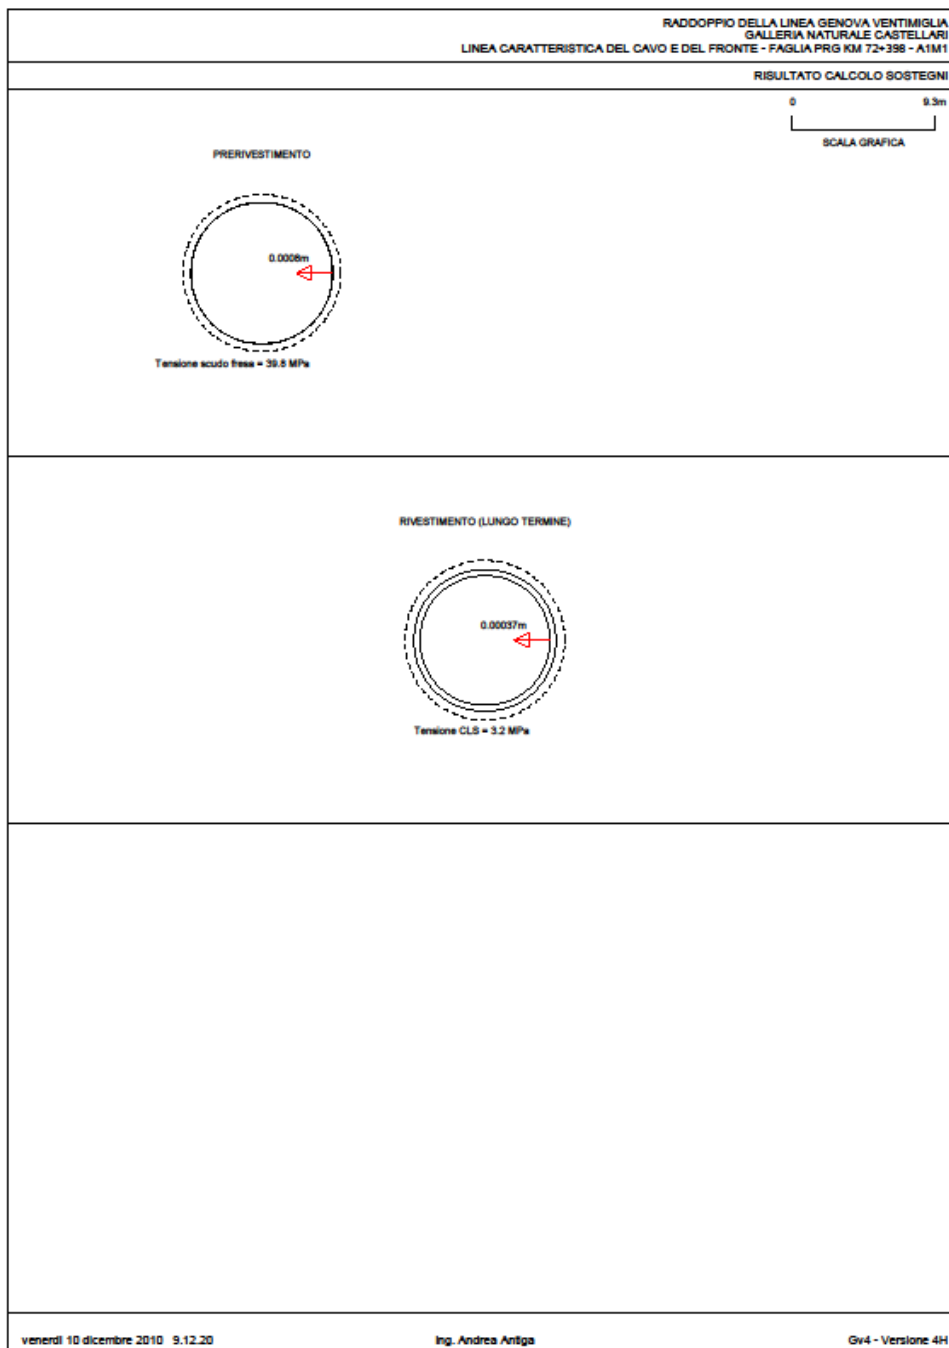 RADDOPPIO DELLA LINEA GENOVA VENTIMIGLIA
GALLERIA NATURALE CASTELLARI
LINEA CARATTERISTICA DEL CAVO E DEL FRONTE - FAGLIA PRG KM 72+398 - A1M1
RISULTATO CALCOLO SOSTEGNI
0 9.3m
SCALA GRAFICA
PRERIVESTIMENTO
0.0008m
Tensione scudo fresa = 39.8 MPa
RIVESTIMENTO (LUNGO TERMINE)
0.00037m
Tensione CLS = 3.2 MPa
venerdì 10 dicembre 2010 9.12.20
Ing. Andrea Antiga
Gv4 - Versione 4H